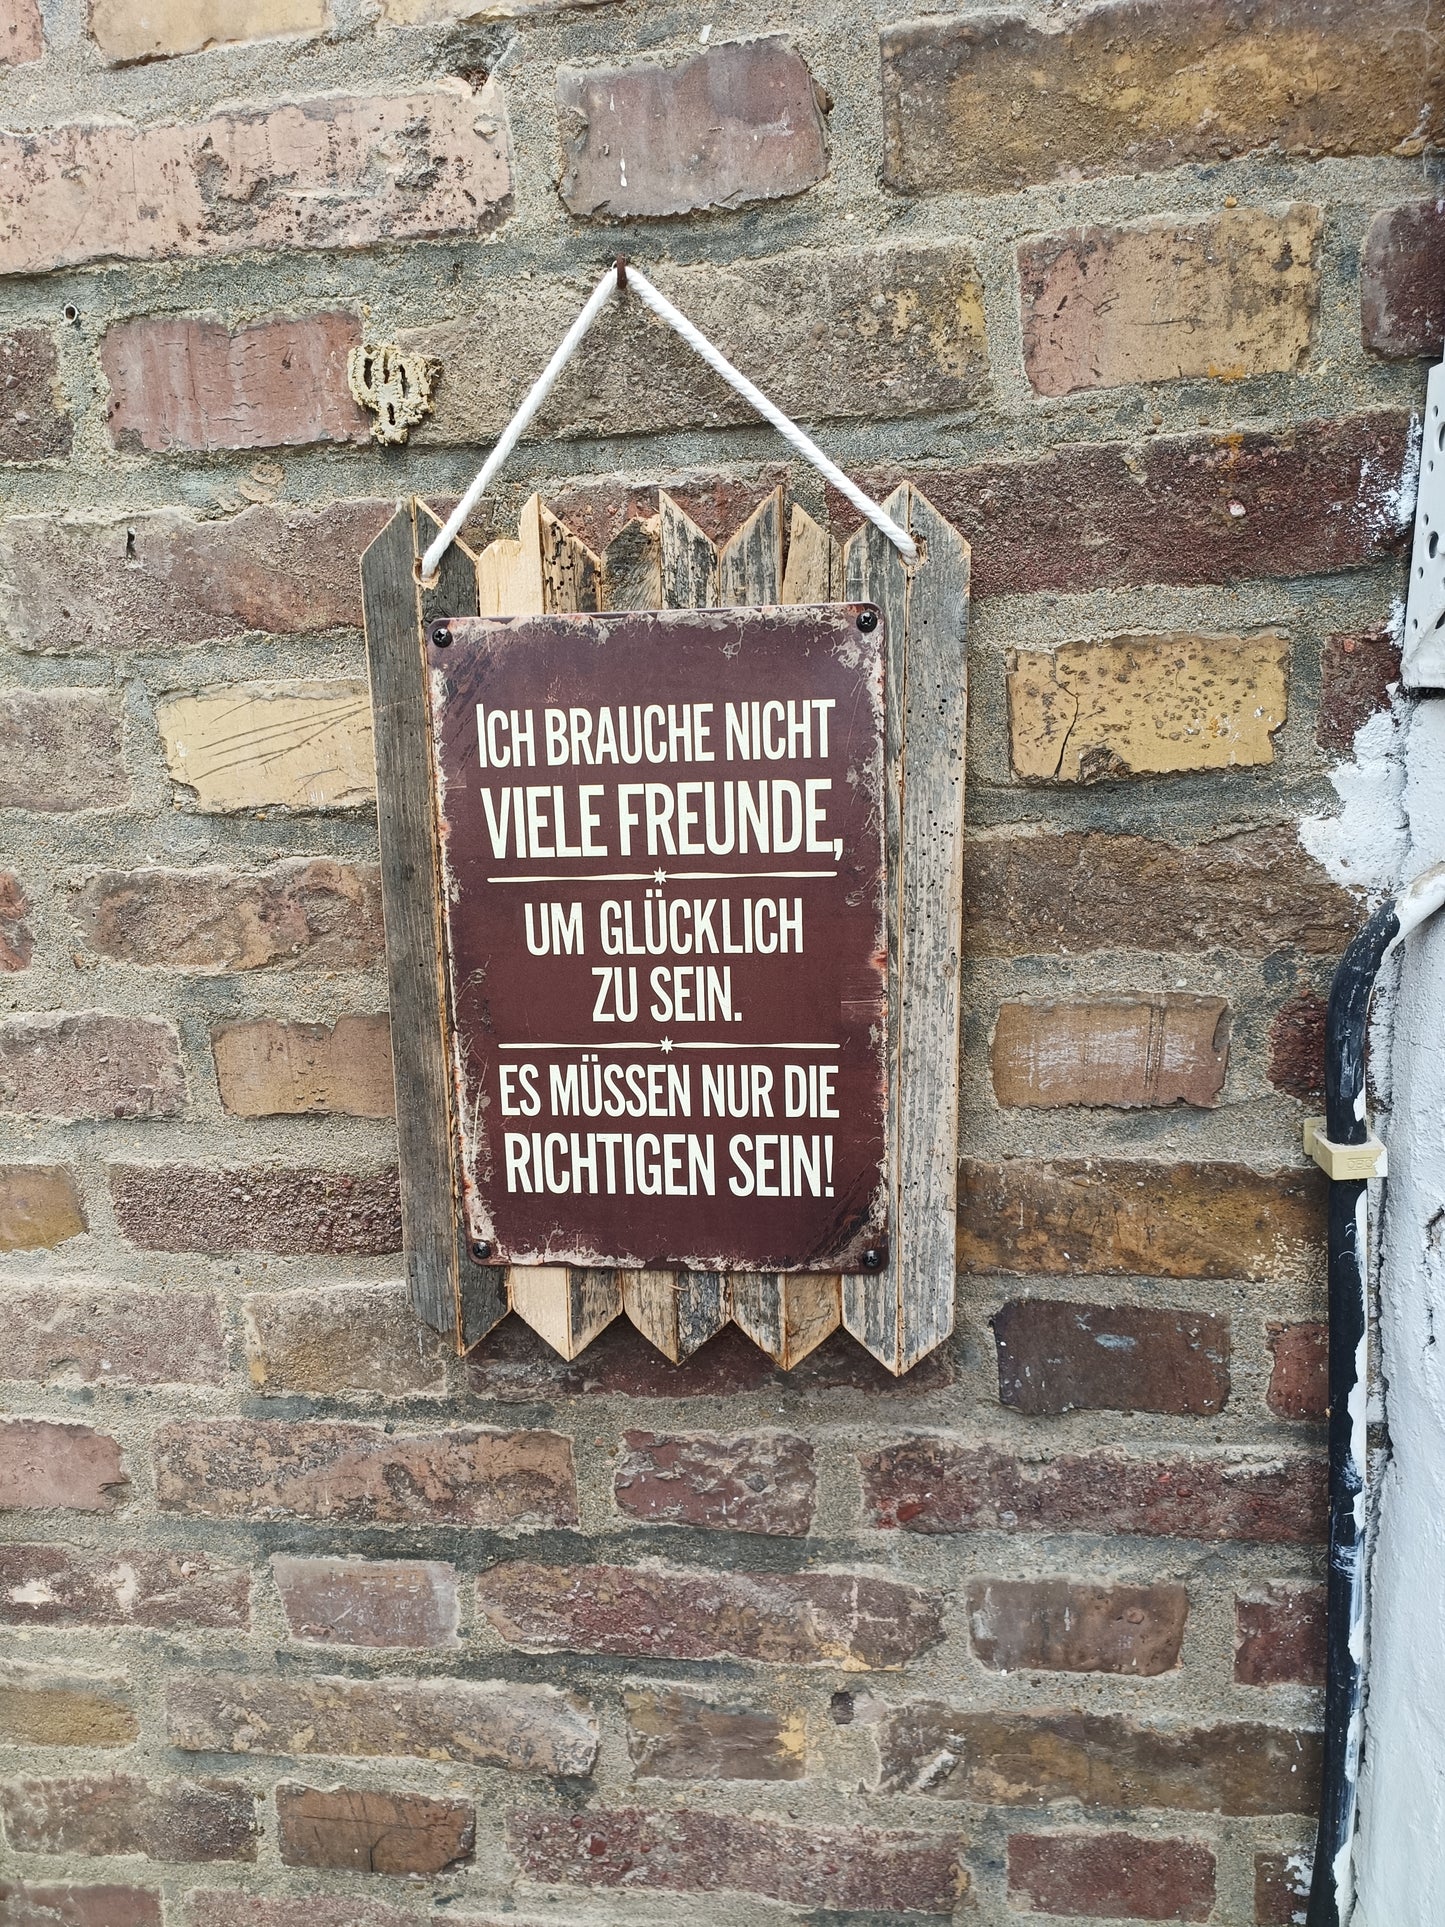 ICH BRAUCHE NICHT
VIELE FREUNDE,
UM GLÜCKLICH
ZU SEIN.
ES MÜSSEN NUR DIE
RICHTIGEN SEIN!